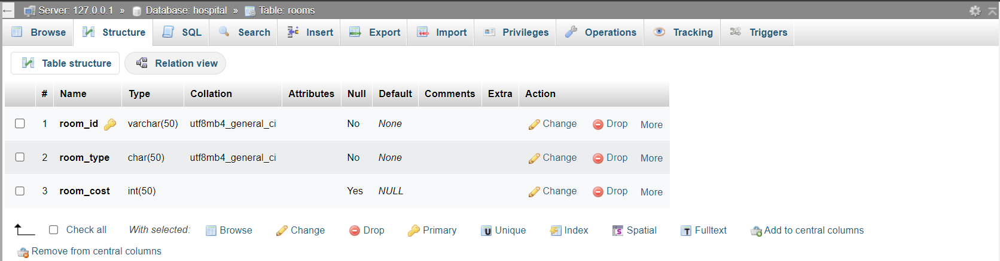 Server: 127.0.0.1 » Database: hospital » Table: rooms
Browse Structure SQL Search Insert Export Import Privileges Operations Tracking Triggers
Table structure Relation view
# Name Type Collation Attributes Null Default Comments Extra Action
1 room_id varchar(50) utf8mb4_general_ci No None Change Drop More
2 room_type char(50) utf8mb4_general_ci No None Change Drop More
3 room_cost int(50) Yes NULL Change Drop More
Check all With selected: Browse Change Drop Primary U Unique Index S Spatial T Fulltext Add to central columns
Remove from central columns